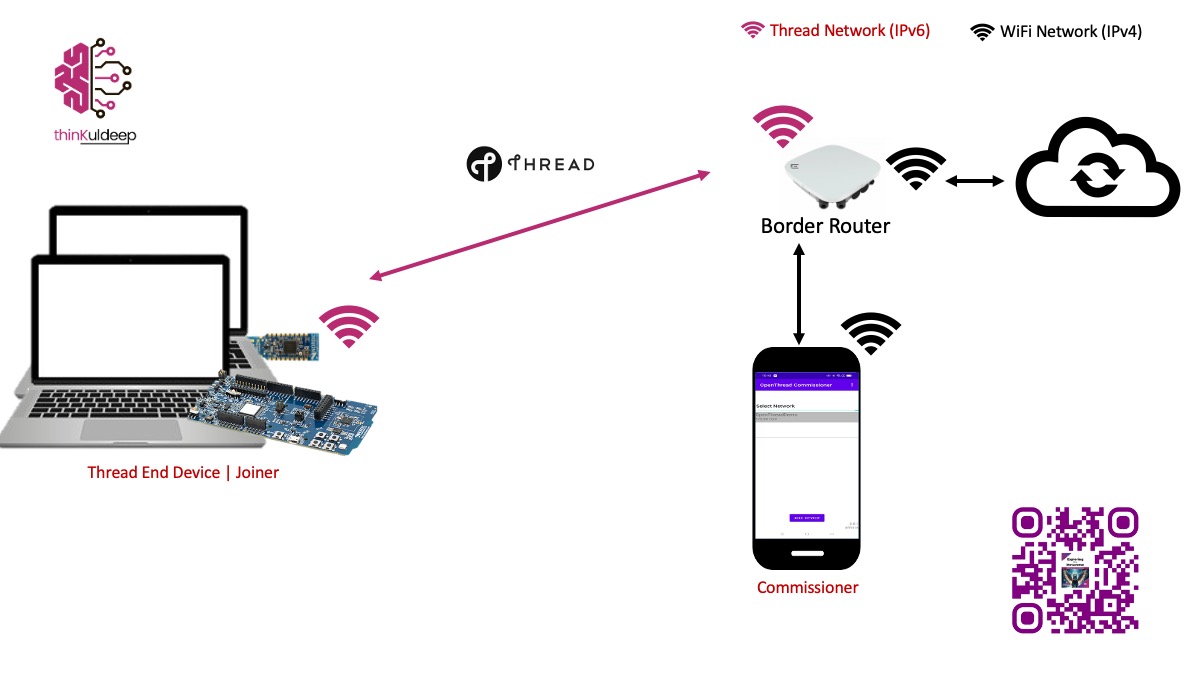 Thread Network (IPv6)
WiFi Network (IPv4)
thinKuldeep
THREAD
Border Router
OpenThread Commissioner
Select Network
Thread End Device | Joiner
Commissioner